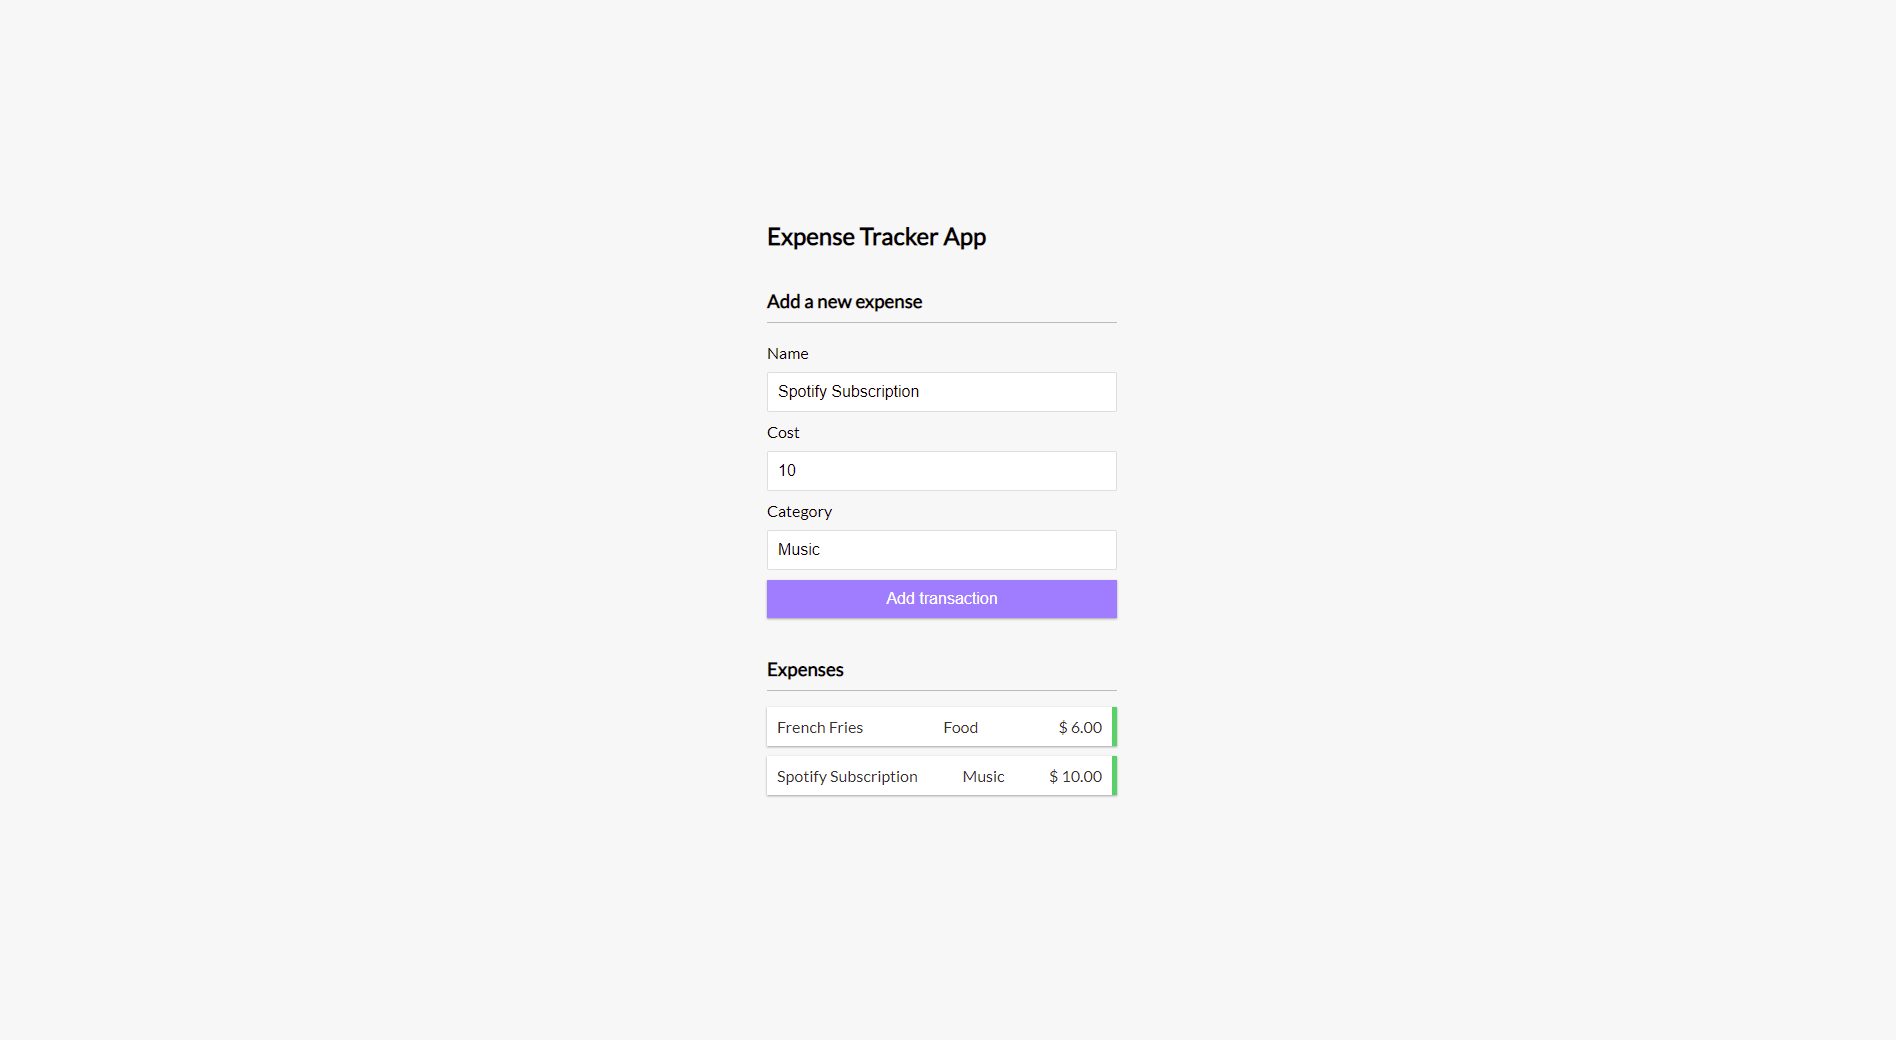 Expense Tracker App
Add a new expense
Name
Spotify Subscription
Cost
10
Category
Music
Add transaction
Expenses
French Fries Food $ 6.00
Spotify Subscription Music $ 10.00